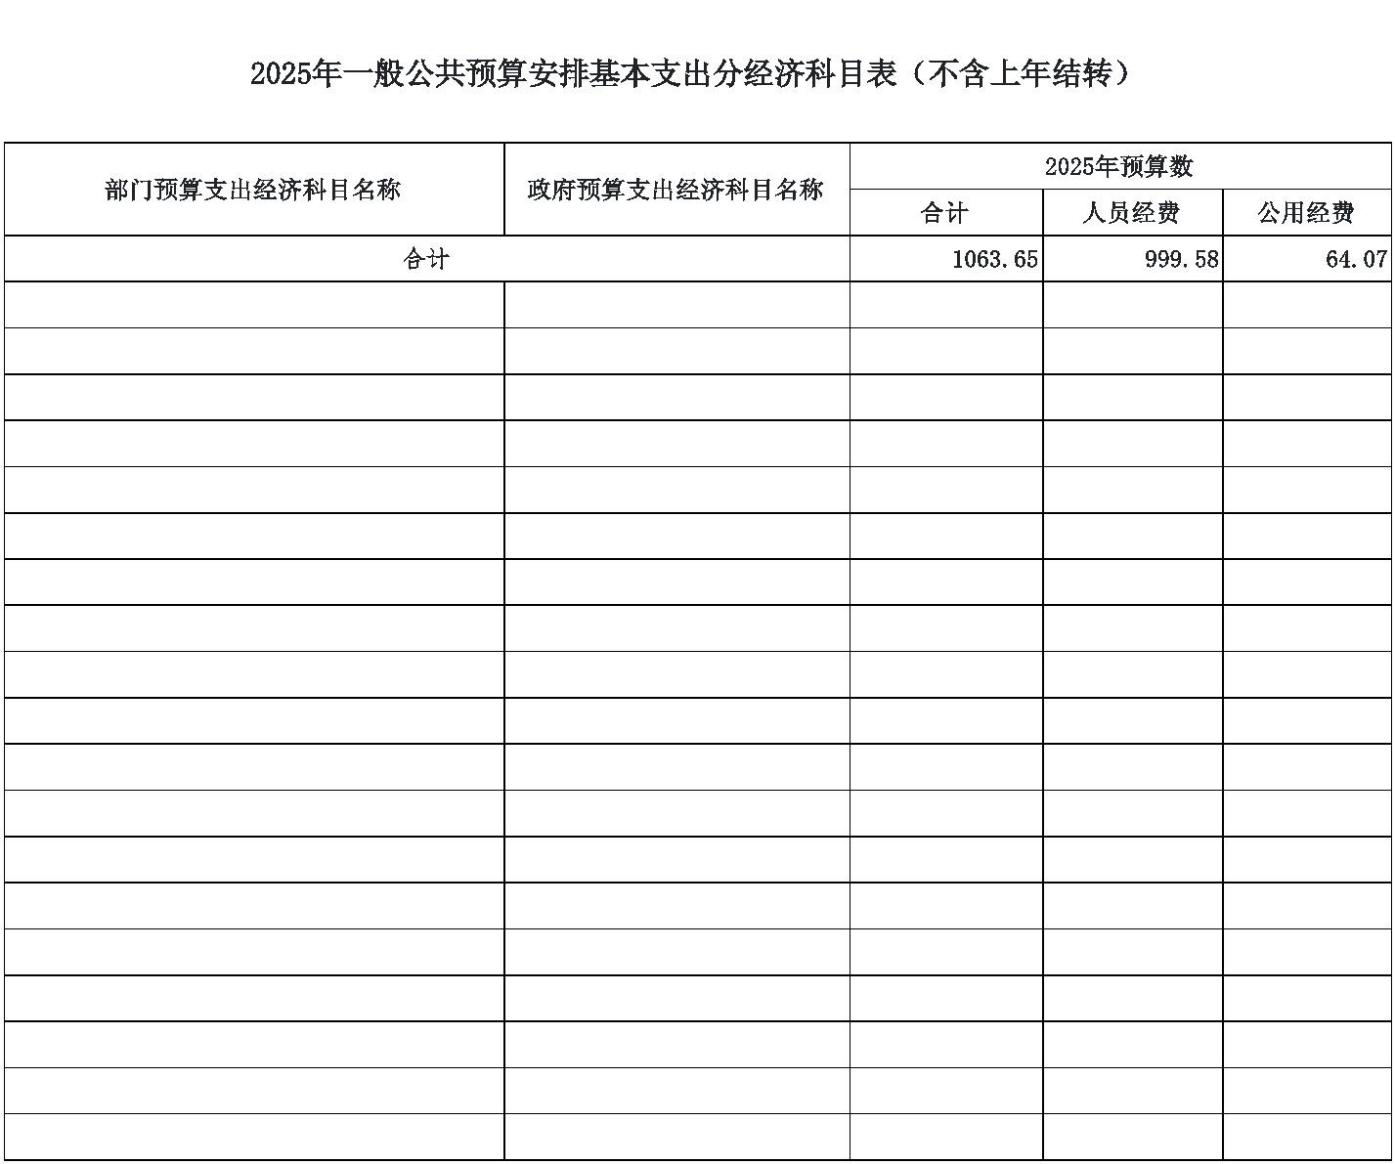 2025年一般公共预算安排基本支出分经济科目表（不含上年结转）
部门预算支出经济科目名称 政府预算支出经济科目名称 2025年预算数
合计 人员经费 公用经费
合计 1063.65 999.58 64.07